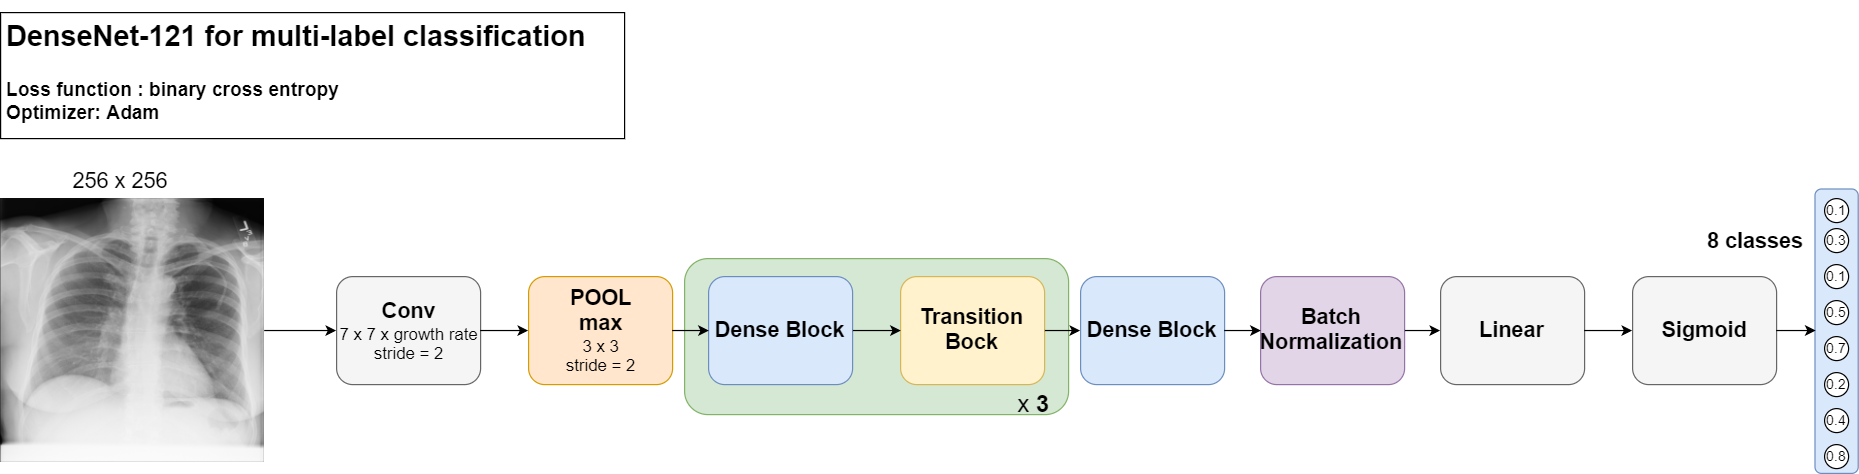 DenseNet-121 for multi-label classification
Loss function : binary cross entropy
Optimizer: Adam
256 x 256
Conv
7 x 7 x growth rate
stride = 2
POOL
max
3 x 3
stride = 2
Dense Block
Transition
Bock
x 3
Dense Block
Batch
Normalization
Linear
Sigmoid
8 classes
0.1
0.3
0.1
0.5
0.7
0.2
0.4
0.8